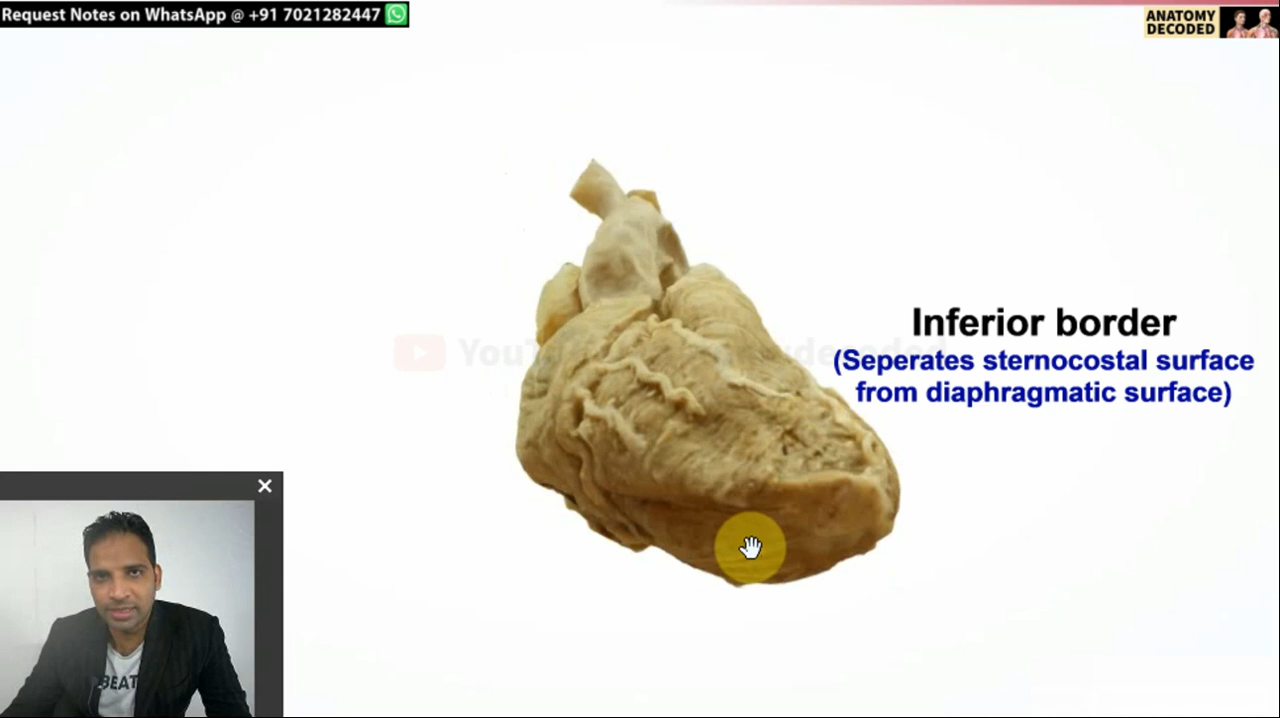 Request Notes on WhatsApp @ +91 7021282447
ANATOMY
DECODED
Inferior border
(Seperates sternocostal surface
from diaphragmatic surface)
BEAT